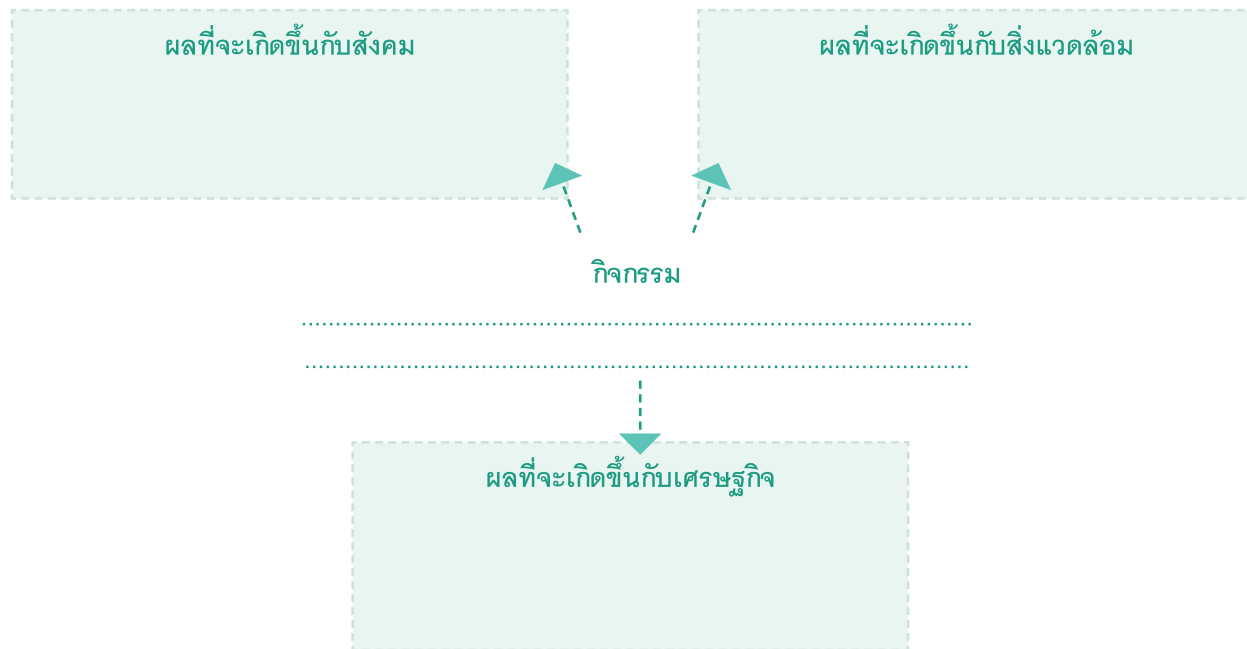 ผลที่จะเกิดขึ้นกับสังคม
ผลที่จะเกิดขึ้นกับสิ่งแวดล้อม
กิจกรรม
ผลที่จะเกิดขึ้นกับเศรษฐกิจ